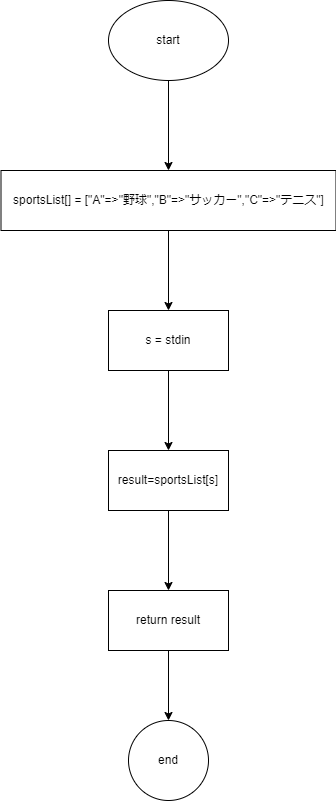 start
sportsList[] = ["A"=>"野球","B"=>"サッカー","C"=>"テニス"]
s = stdin
result=sportsList[s]
return result
end